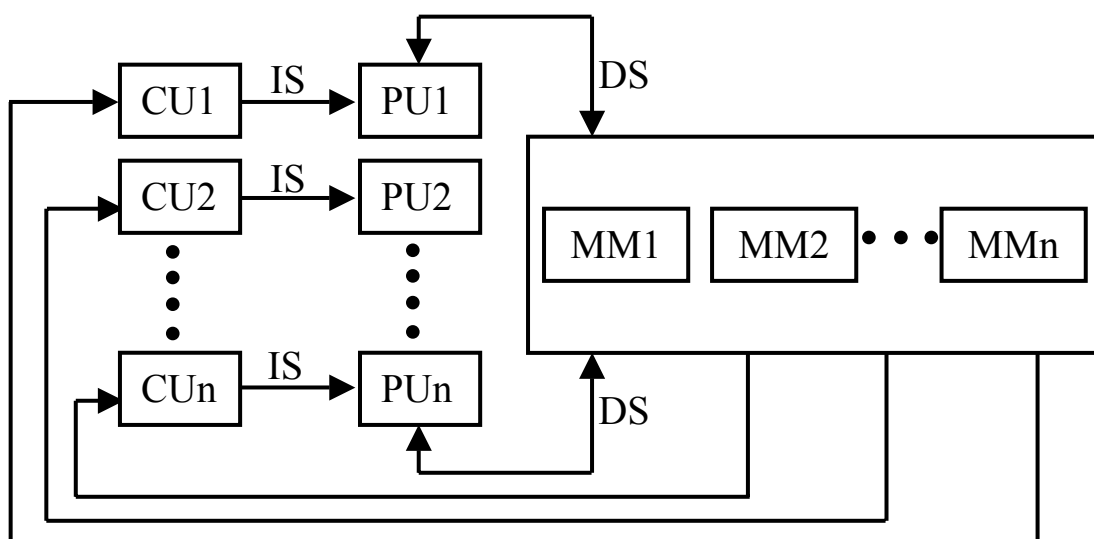 CU1 IS PU1 DS
CU2 IS PU2
MM1 MM2 MMn
CUn IS PUn DS